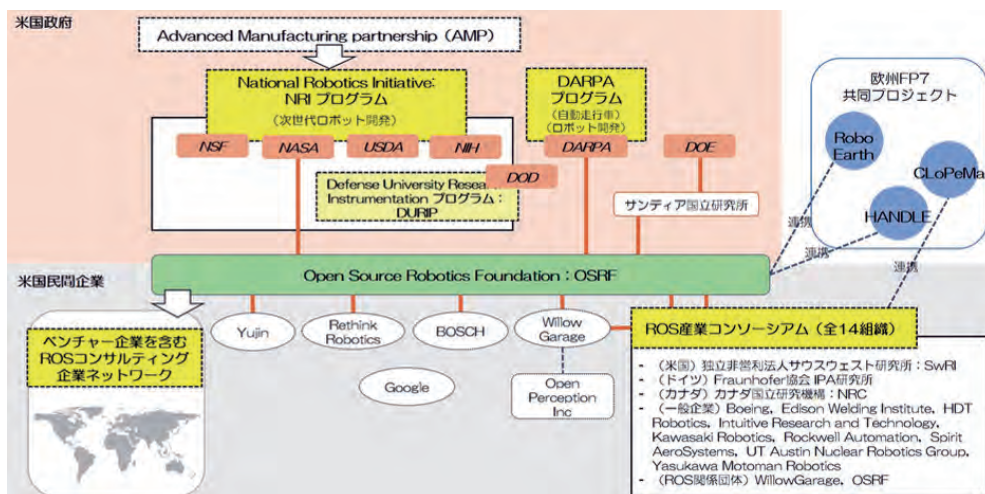 米国政府
Advanced Manufacturing partnership（AMP）
National Robotics Initiative:
NRI プログラム
（次世代ロボット開発）
DARPA
プログラム
（自動走行車）
（ロボット開発）
NSF
NASA
USDA
NIH
DARPA
DOE
DOD
Defense University Resear
Instrumentation プログラム：
DURIP
サンディア国立研究所
欧州FP7
共同プロジェクト
Robo
Earth
CLoPeMa
HANDLE
連携
連携
連携
Open Source Robotics Foundation：OSRF
米国民間企業
Yujin
Rethink
Robotics
BOSCH
Willow
Garage
Google
Open
Perception
Inc
ベンチャー企業を含む
ROSコンサルティング
企業ネットワーク
ROS産業コンソーシアム（全14組織）
- （米国）独立非営利法人サウスウェスト研究所：SwRI
- （ドイツ）Fraunhofer協会 IPA研究所
- （カナダ）カナダ国立研究機構：NRC
- （一般企業）Boeing，Edison Welding Institute，HDT
Robotics，Intuitive Research and Technology，
Kawasaki Robotics，Rockwell Automation，Spirit
AeroSystems，UT Austin Nuclear Robotics Group，
Yasukawa Motoman Robotics
- （ROS関係団体）WillowGarage，OSRF